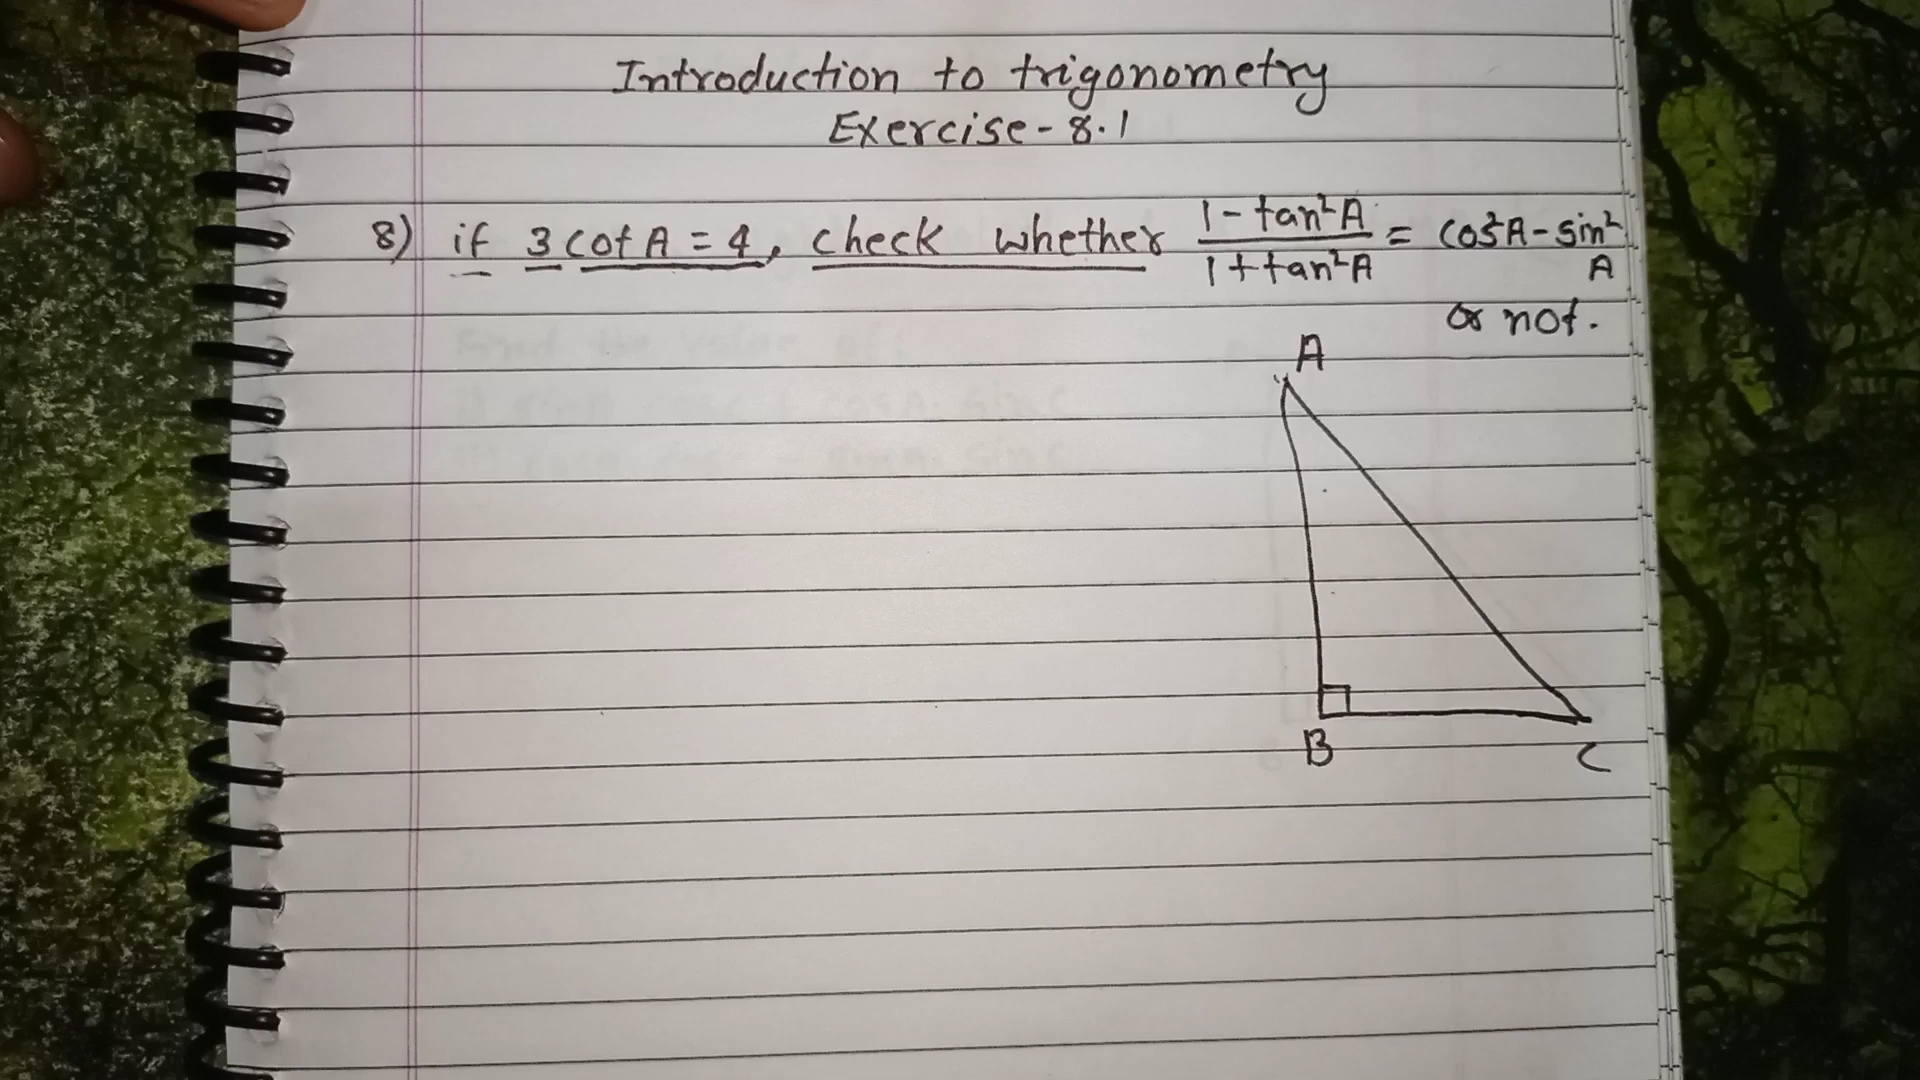 Introduction to trigonometry
Exercise - 8.1
8) if 3 cot A = 4, check whether (1 - tan²A)/(1 + tan²A) = cos²A - sin²A
or not.
A
B
C